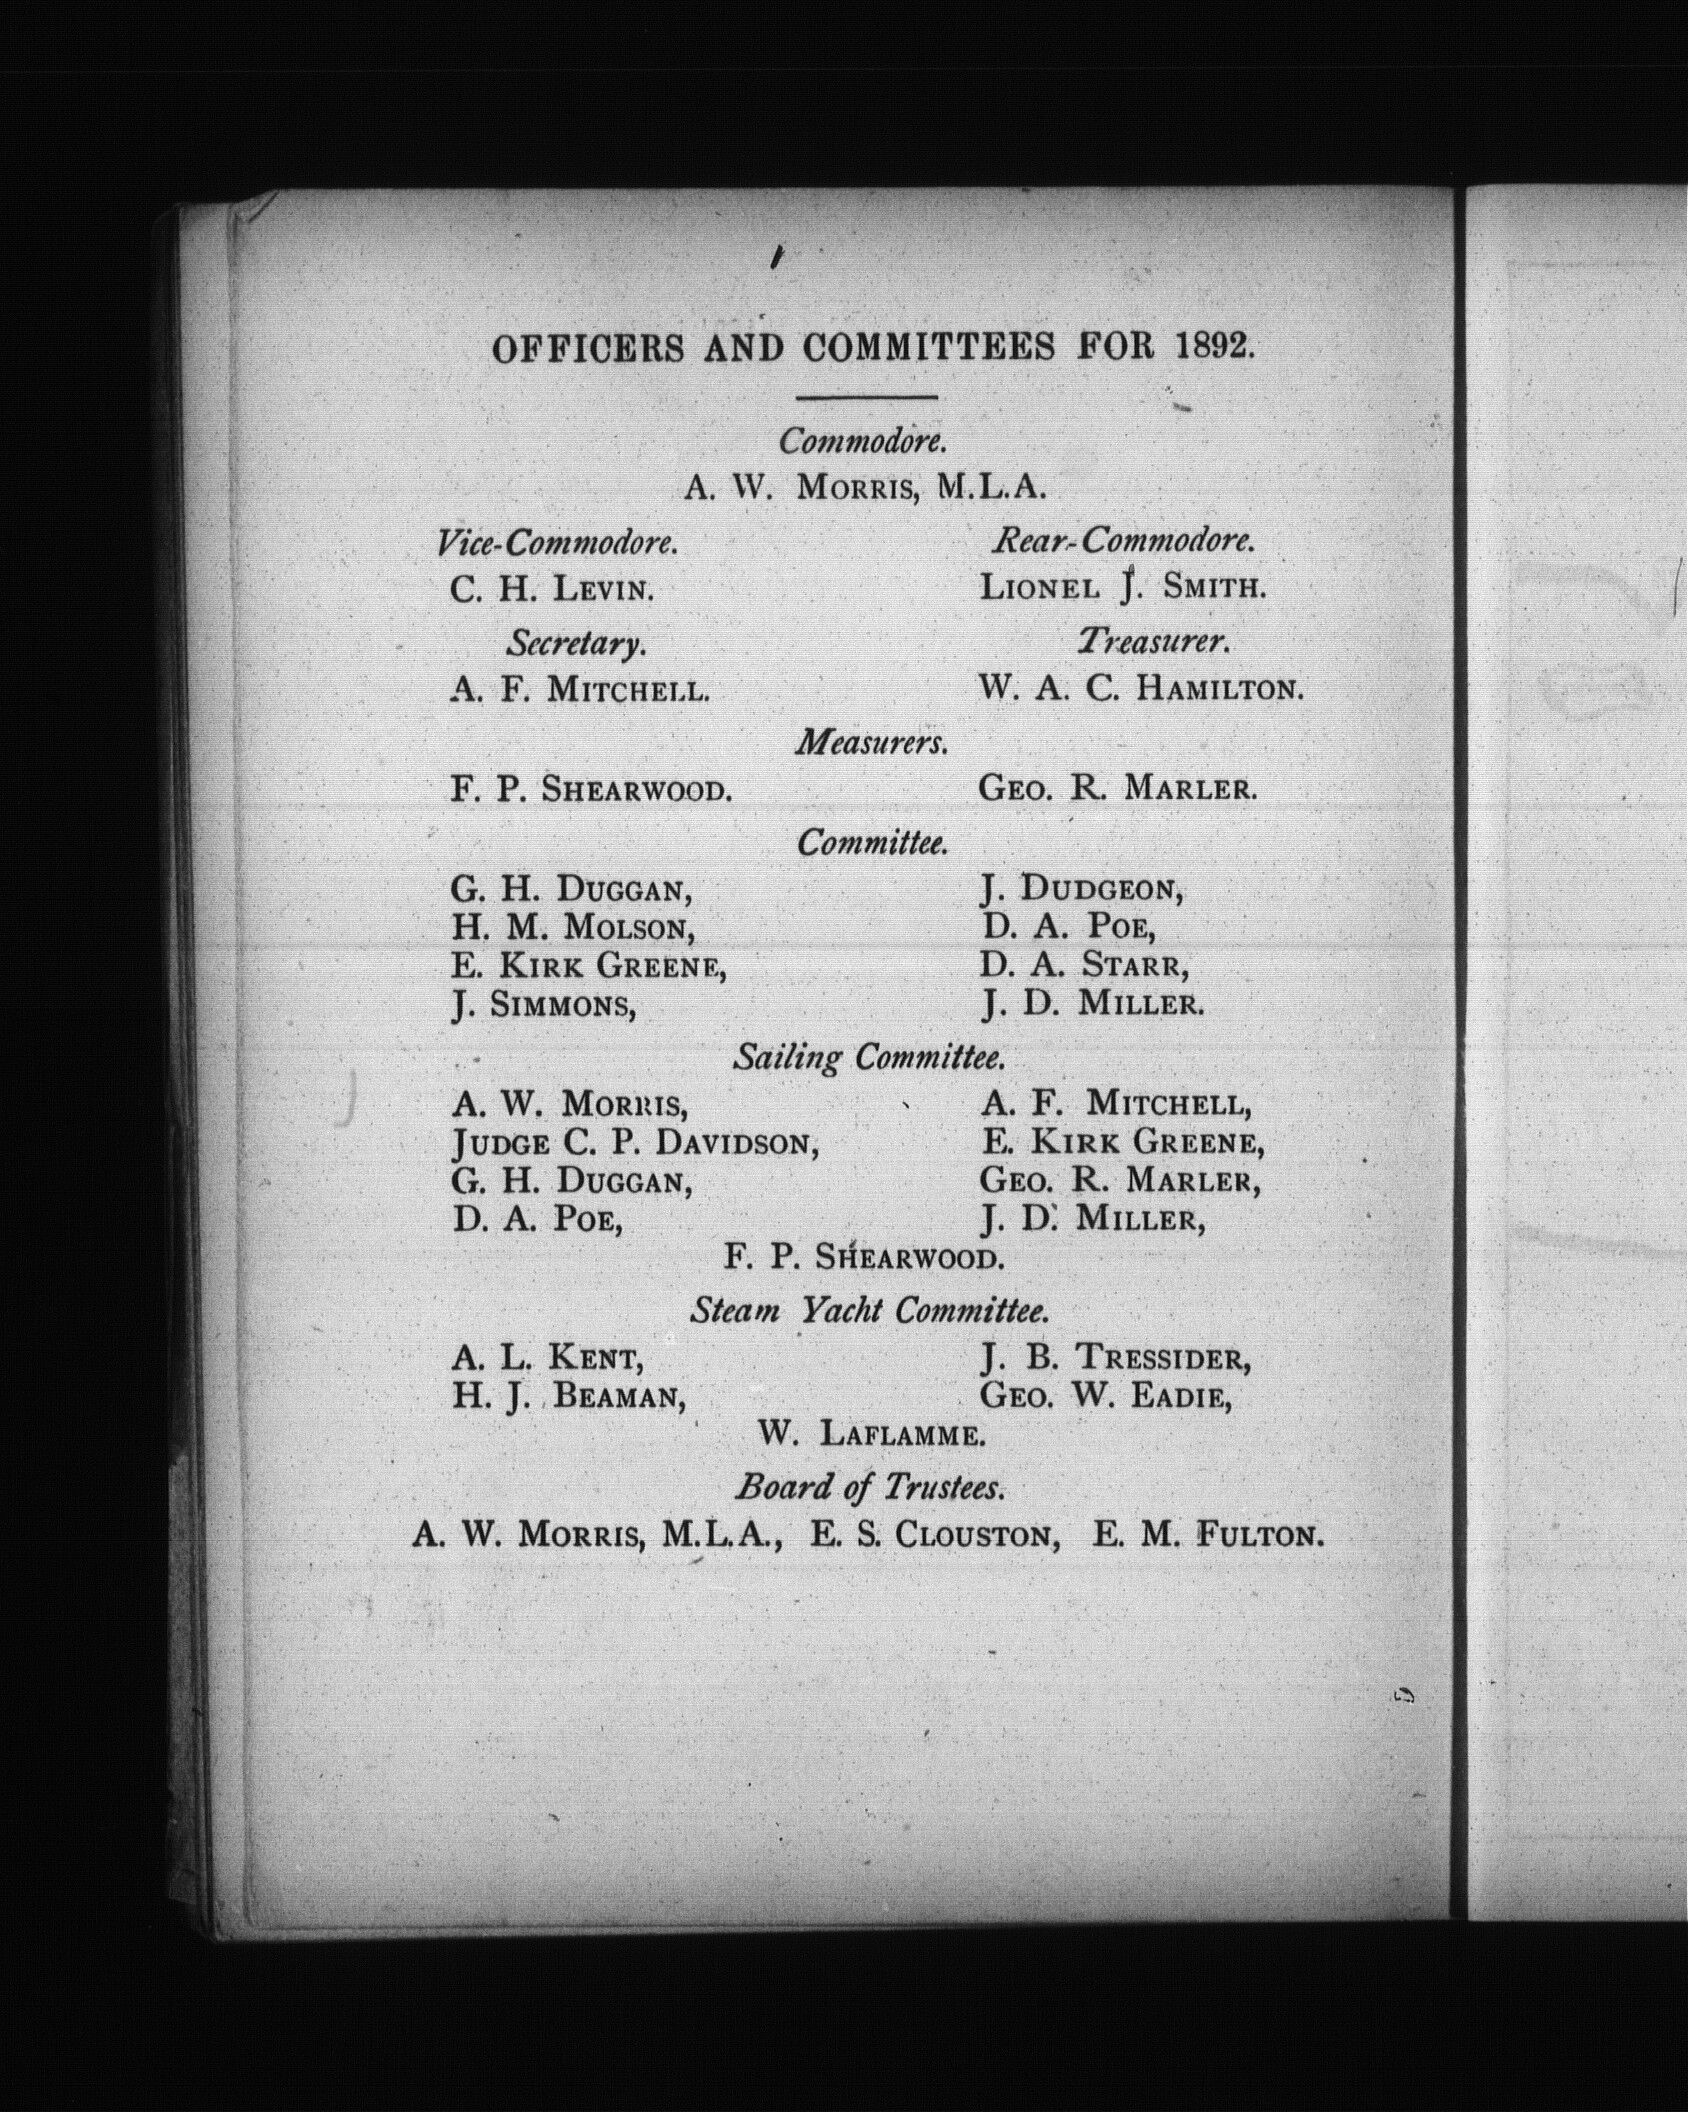 OFFICERS AND COMMITTEES FOR 1892.
Commodore.
A. W. MORRIS, M.L.A.
Vice-Commodore. Rear-Commodore.
C. H. LEVIN. LIONEL J. SMITH.
Secretary. Treasurer.
A. F. MITCHELL. W. A. C. HAMILTON.
Measurers.
F. P. SHEARWOOD. GEO. R. MARLER.
Committee.
G. H. DUGGAN, J. DUDGEON,
H. M. MOLSON, D. A. POE,
E. KIRK GREENE, D. A. STARR,
J. SIMMONS, J. D. MILLER.
Sailing Committee.
A. W. MORRIS, A. F. MITCHELL,
JUDGE C. P. DAVIDSON, E. KIRK GREENE,
G. H. DUGGAN, GEO. R. MARLER,
D. A. POE, J. D. MILLER,
F. P. SHEARWOOD.
Steam Yacht Committee.
A. L. KENT, J. B. TRESSIDER,
H. J. BEAMAN, GEO. W. EADIE,
W. LAFLAMME.
Board of Trustees.
A. W. MORRIS, M.L.A., E. S. CLOUSTON, E. M. FULTON.